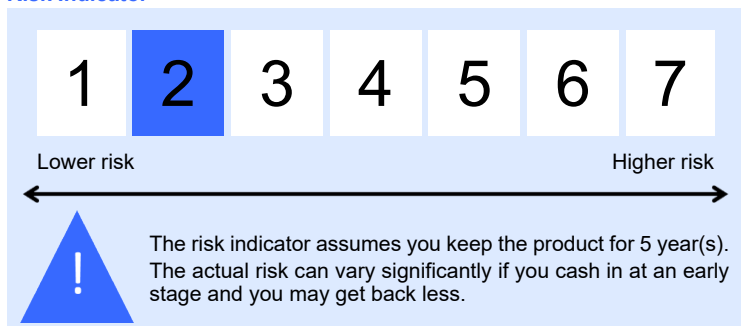 Risk Indicator
1 2 3 4 5 6 7
Lower risk Higher risk
!
The risk indicator assumes you keep the product for 5 year(s).
The actual risk can vary significantly if you cash in at an early
stage and you may get back less.